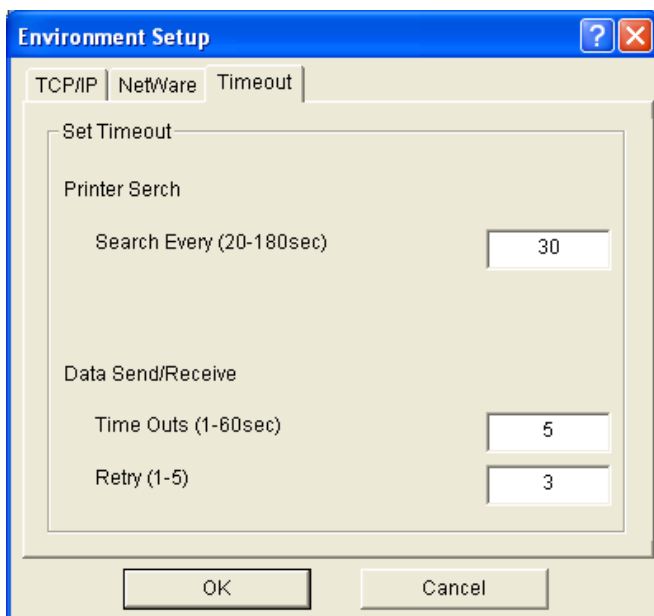 Environment Setup
TCP/IP NetWare Timeout
Set Timeout
Printer Serch
Search Every (20-180sec) 30
Data Send/Receive
Time Outs (1-60sec) 5
Retry (1-5) 3
OK Cancel